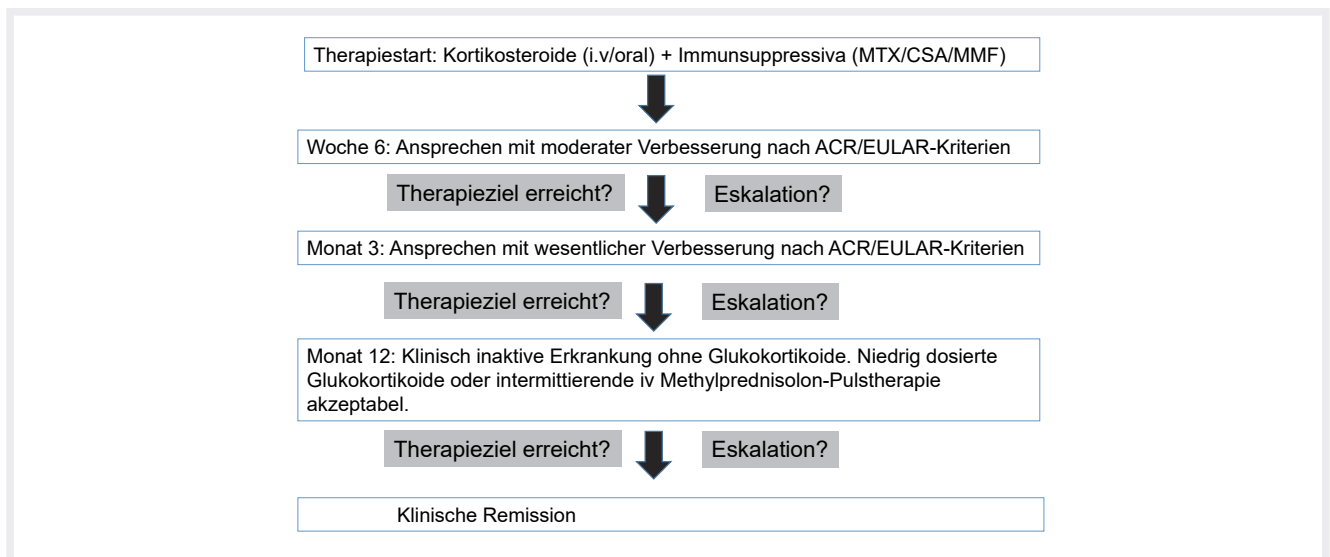 Therapiestart: Kortikosteroide (i.v/oral) + Immunsuppressiva (MTX/CSA/MMF)
Woche 6: Ansprechen mit moderater Verbesserung nach ACR/EULAR-Kriterien
Therapieziel erreicht? Eskalation?
Monat 3: Ansprechen mit wesentlicher Verbesserung nach ACR/EULAR-Kriterien
Therapieziel erreicht? Eskalation?
Monat 12: Klinisch inaktive Erkrankung ohne Glukokortikoide. Niedrig dosierte
Glukokortikoide oder intermittierende iv Methylprednisolon-Pulstherapie
akzeptabel.
Therapieziel erreicht? Eskalation?
Klinische Remission